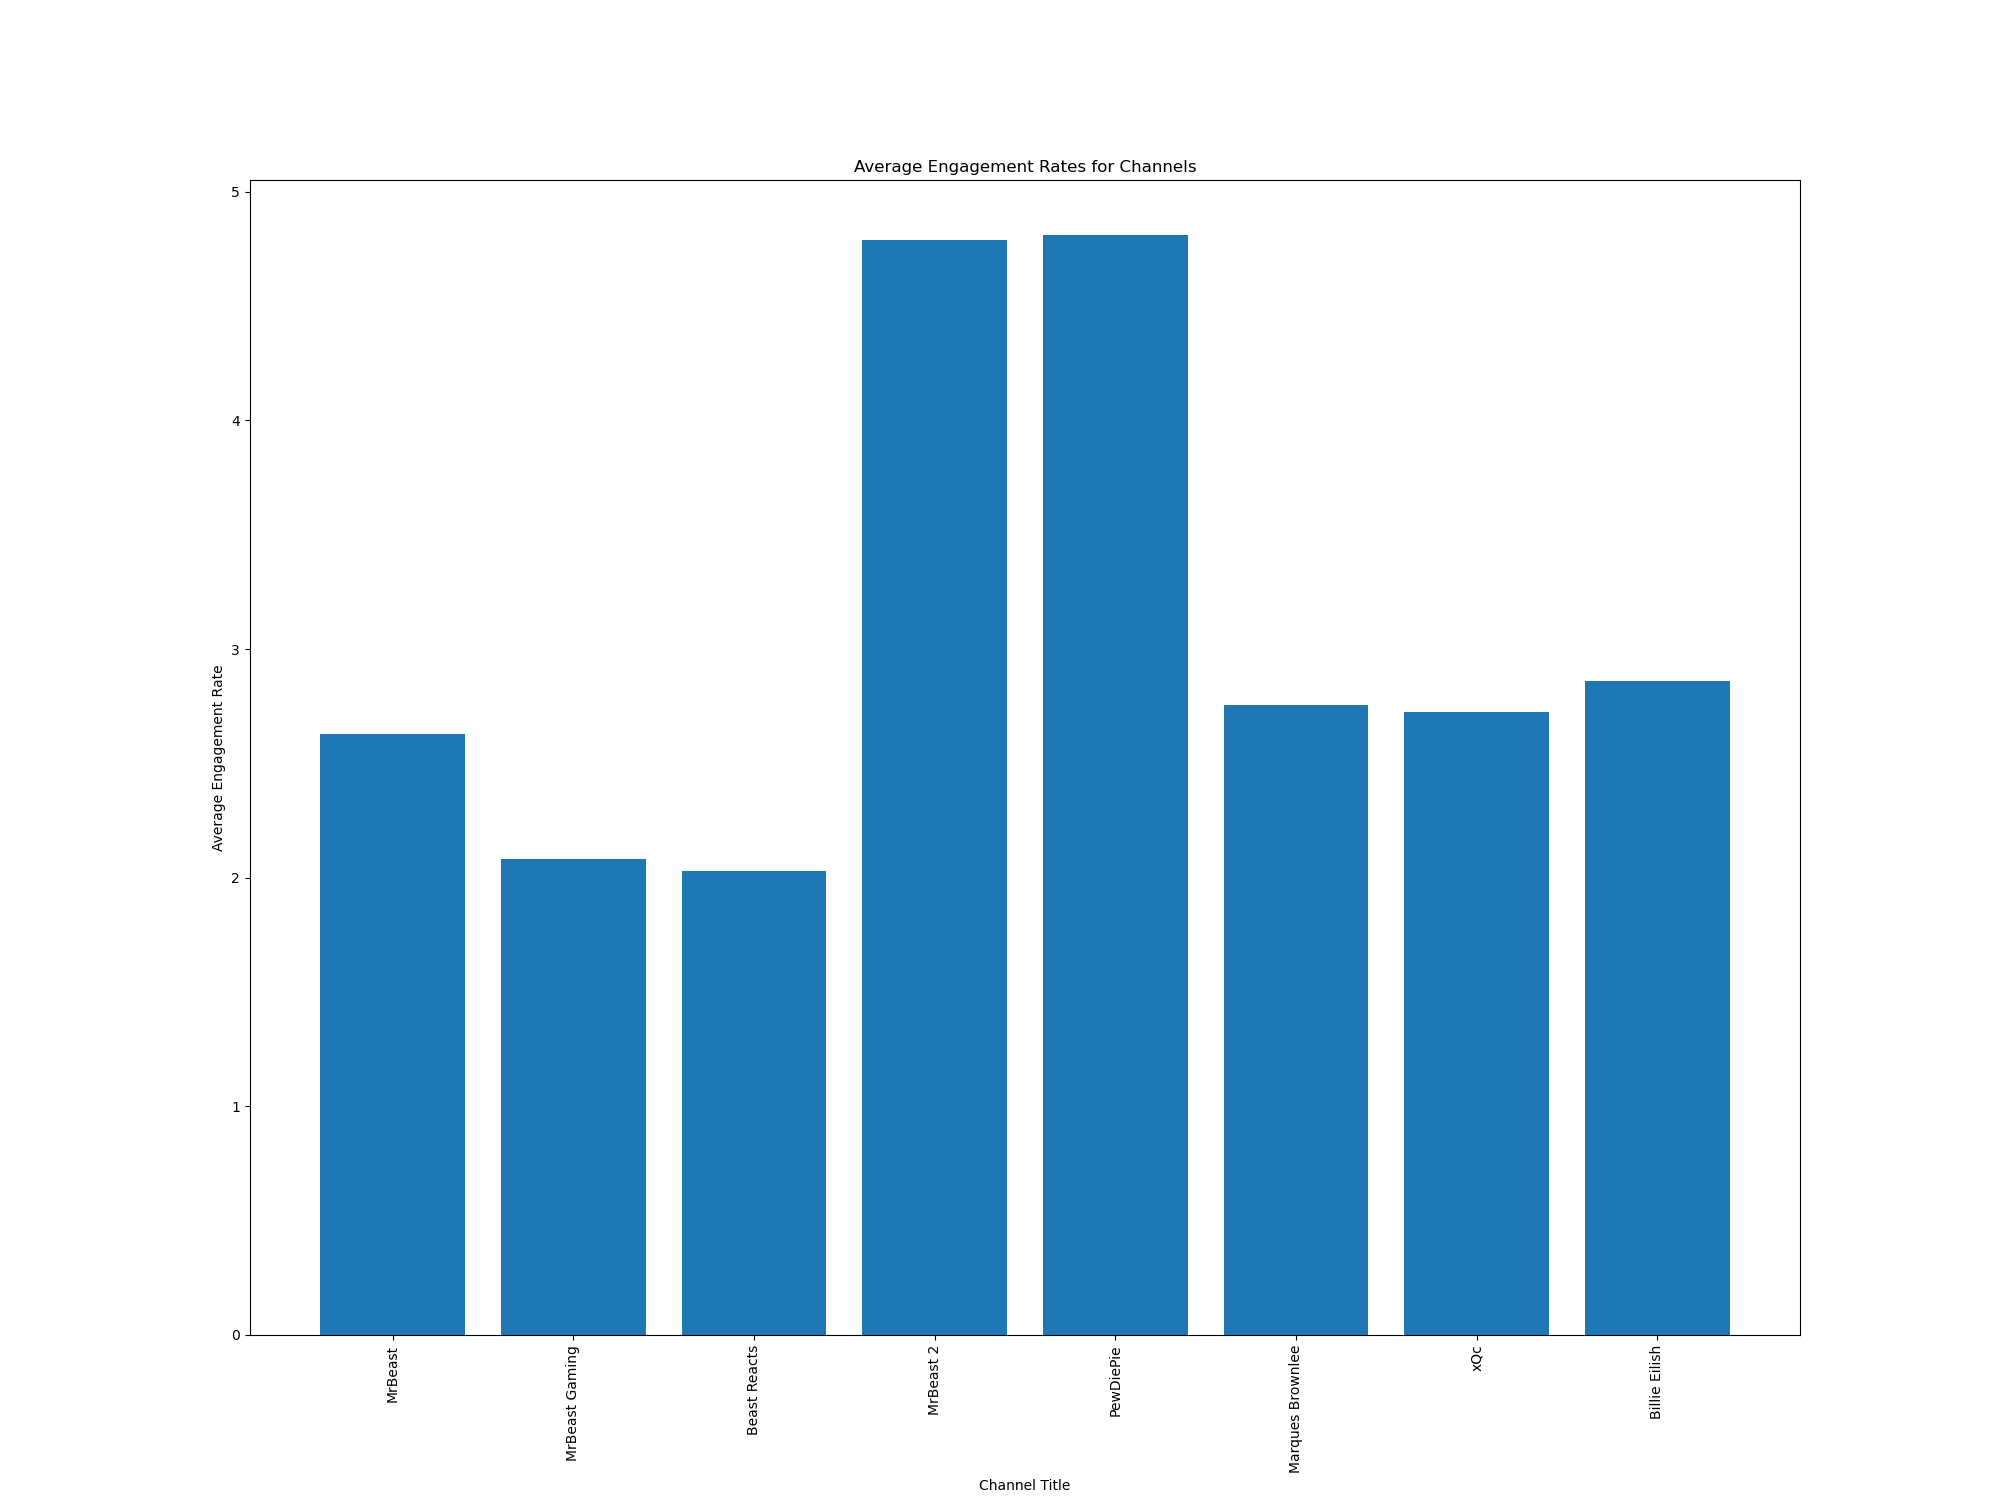 Average Engagement Rates for Channels
5
4
3
2
1
0
Average Engagement Rate
MrBeast
MrBeast Gaming
Beast Reacts
MrBeast 2
PewDiePie
Marques Brownlee
xQc
Billie Eilish
Channel Title